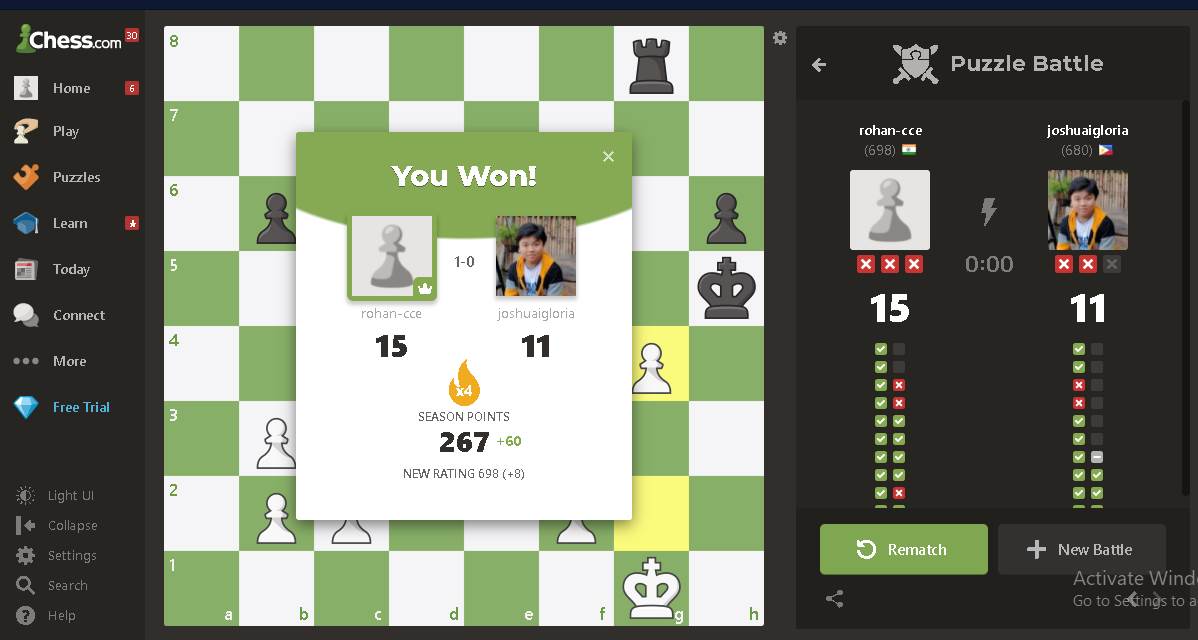 Chess.com 30
Home 6
Play
Puzzles
Learn
Today
Connect
More
Free Trial
Light UI
Collapse
Settings
Search
Help
8
7
6
5
4
3
2
1
a b c d e f g h
You Won!
1-0
rohan-cce joshuaigloria
15 11
x4
SEASON POINTS
267 +60
NEW RATING 698 (+8)
Puzzle Battle
rohan-cce joshuaigloria
(698) (680)
0:00
15 11
Rematch
New Battle
Activate Windo
Go to Settings to a